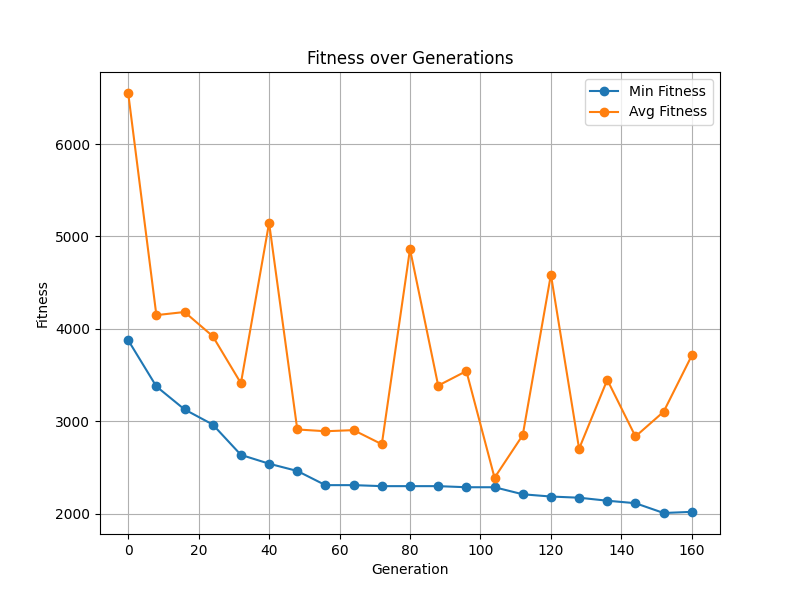 Fitness over Generations
Min Fitness
Avg Fitness
6000
5000
4000
3000
2000
Fitness
0 20 40 60 80 100 120 140 160
Generation